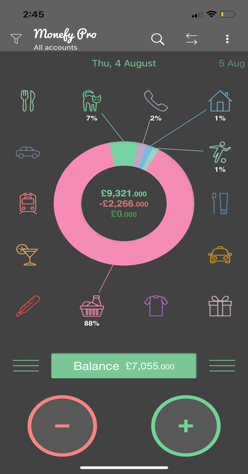 2:45
Monefy Pro
All accounts
Thu, 4 August
5 Aug
7%
2%
1%
1%
£9,321.000
-£2,266.000
£0.000
88%
Balance £7,055.000